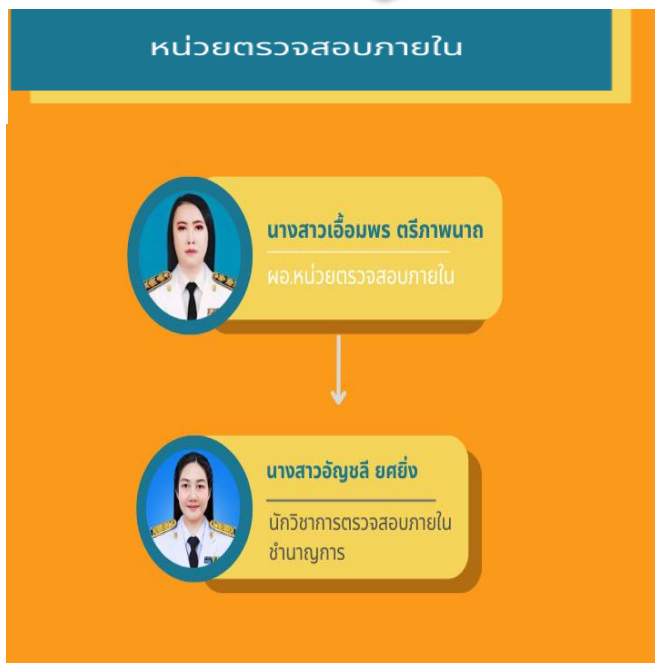 หน่วยตรวจสอบภายใน
นางสาวเอื้อมพร ตรีภาพนาถ
ผอ.หน่วยตรวจสอบภายใน
นางสาวอัญชลี ยศยิ่ง
นักวิชาการตรวจสอบภายใน
ชำนาญการ